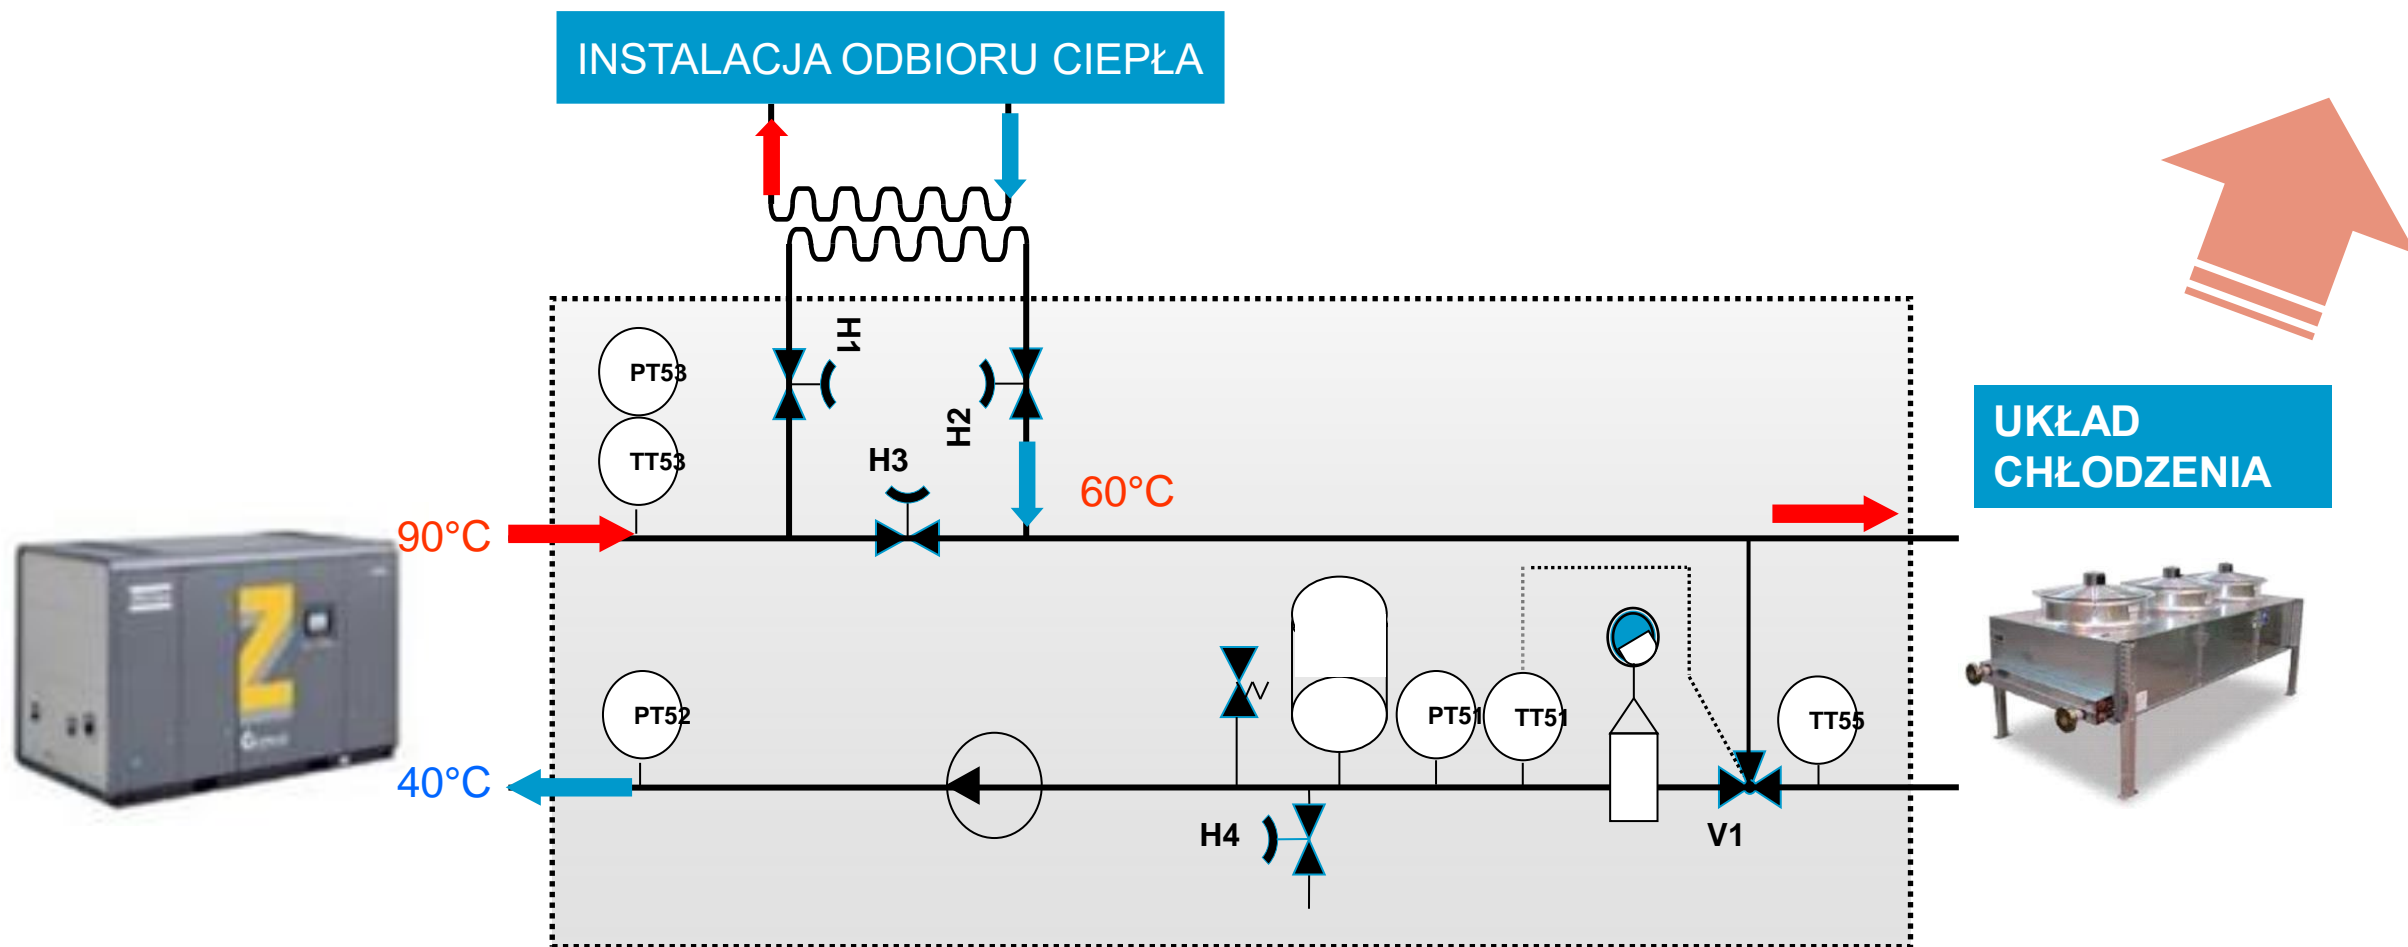 INSTALACJA ODBIORU CIEPŁA
H1
PT53
UKŁAD
CHŁODZENIA
H2
TT53
H3
60°C
90°C
Z
PT52
PT51
TT51
TT55
40°C
H4
V1